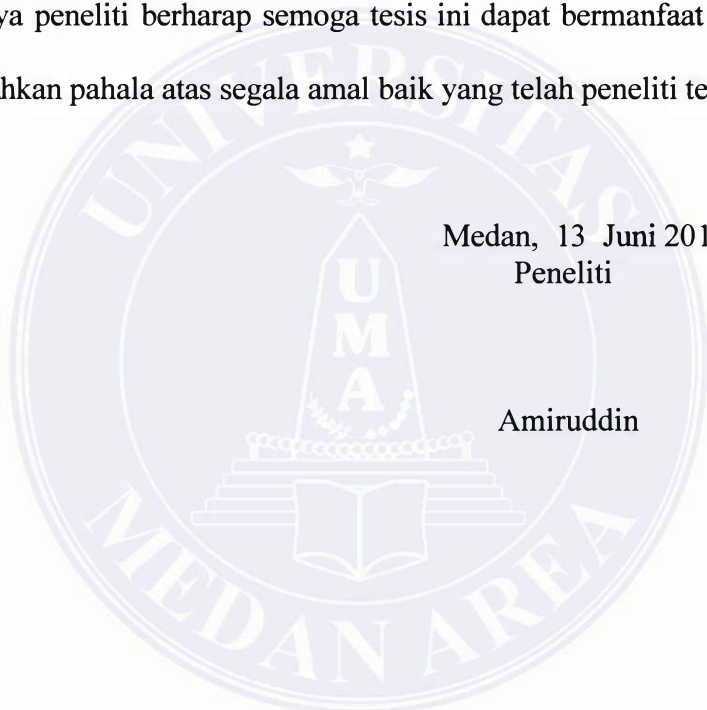 ya peneliti berharap semoga tesis ini dapat bermanfaat
hkan pahala atas segala amal baik yang telah peneliti te
Medan, 13 Juni 201
Peneliti
Amiruddin
UNIVERSITAS
UMA
MEDAN AREA